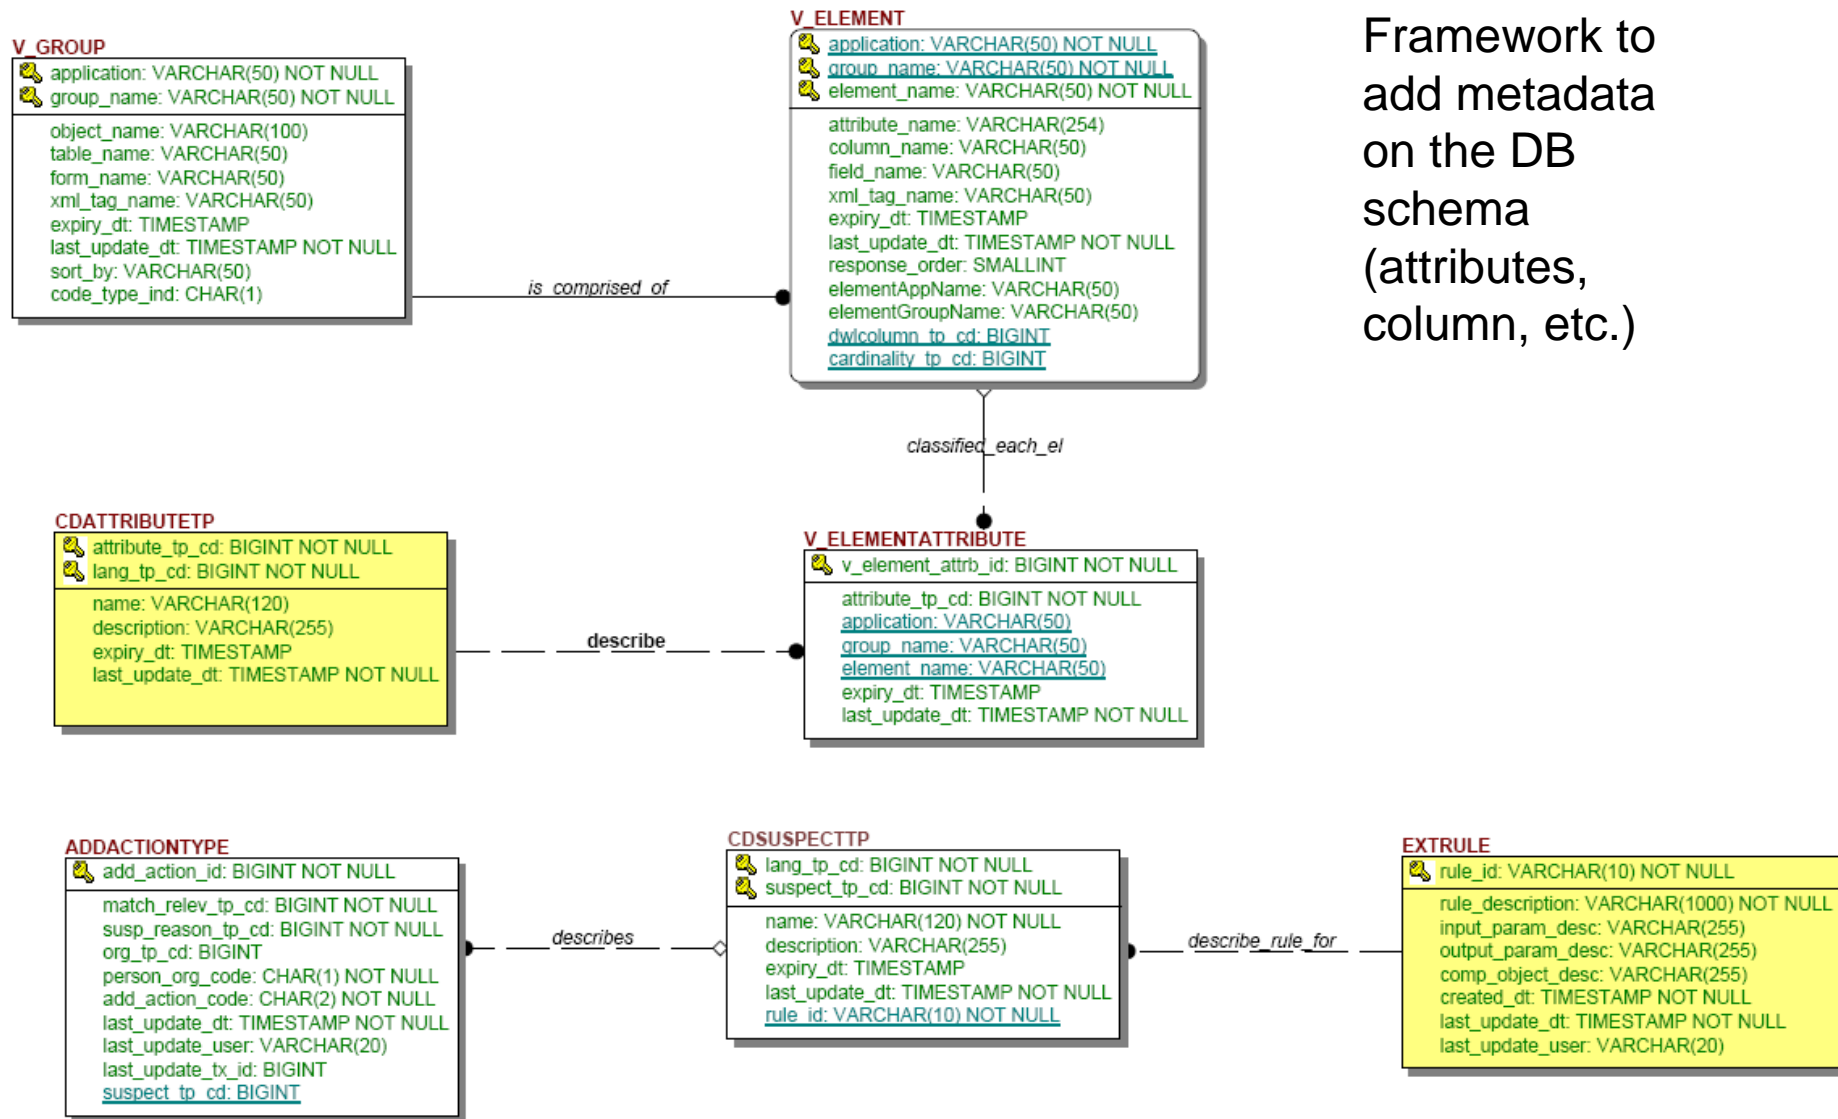 V_GROUP
application: VARCHAR(50) NOT NULL
group_name: VARCHAR(50) NOT NULL
object_name: VARCHAR(100)
table_name: VARCHAR(50)
form_name: VARCHAR(50)
xml_tag_name: VARCHAR(50)
expiry_dt: TIMESTAMP
last_update_dt: TIMESTAMP NOT NULL
sort_by: VARCHAR(50)
code_type_ind: CHAR(1)
is_comprised_of
V_ELEMENT
application: VARCHAR(50) NOT NULL
group_name: VARCHAR(50) NOT NULL
element_name: VARCHAR(50) NOT NULL
attribute_name: VARCHAR(254)
column_name: VARCHAR(50)
field_name: VARCHAR(50)
xml_tag_name: VARCHAR(50)
expiry_dt: TIMESTAMP
last_update_dt: TIMESTAMP NOT NULL
response_order: SMALLINT
elementAppName: VARCHAR(50)
elementGroupName: VARCHAR(50)
dwlcolumn_tp_cd: BIGINT
cardinality_tp_cd: BIGINT
Framework to
add metadata
on the DB
schema
(attributes,
column, etc.)
classified_each_el
CDATTRIBUTETP
attribute_tp_cd: BIGINT NOT NULL
lang_tp_cd: BIGINT NOT NULL
name: VARCHAR(120)
description: VARCHAR(255)
expiry_dt: TIMESTAMP
last_update_dt: TIMESTAMP NOT NULL
describe
V_ELEMENTATTRIBUTE
v_element_attrb_id: BIGINT NOT NULL
attribute_tp_cd: BIGINT NOT NULL
application: VARCHAR(50)
group_name: VARCHAR(50)
element_name: VARCHAR(50)
expiry_dt: TIMESTAMP
last_update_dt: TIMESTAMP NOT NULL
ADDACTIONTYPE
add_action_id: BIGINT NOT NULL
match_relev_tp_cd: BIGINT NOT NULL
susp_reason_tp_cd: BIGINT NOT NULL
org_tp_cd: BIGINT
person_org_code: CHAR(1) NOT NULL
add_action_code: CHAR(2) NOT NULL
last_update_dt: TIMESTAMP NOT NULL
last_update_user: VARCHAR(20)
last_update_tx_id: BIGINT
suspect_tp_cd: BIGINT
describes
CDSUSPECTTP
lang_tp_cd: BIGINT NOT NULL
suspect_tp_cd: BIGINT NOT NULL
name: VARCHAR(120) NOT NULL
description: VARCHAR(255)
expiry_dt: TIMESTAMP
last_update_dt: TIMESTAMP NOT NULL
rule_id: VARCHAR(10) NOT NULL
describe_rule_for
EXTRULE
rule_id: VARCHAR(10) NOT NULL
rule_description: VARCHAR(1000) NOT NULL
input_param_desc: VARCHAR(255)
output_param_desc: VARCHAR(255)
comp_object_desc: VARCHAR(255)
created_dt: TIMESTAMP NOT NULL
last_update_dt: TIMESTAMP NOT NULL
last_update_user: VARCHAR(20)